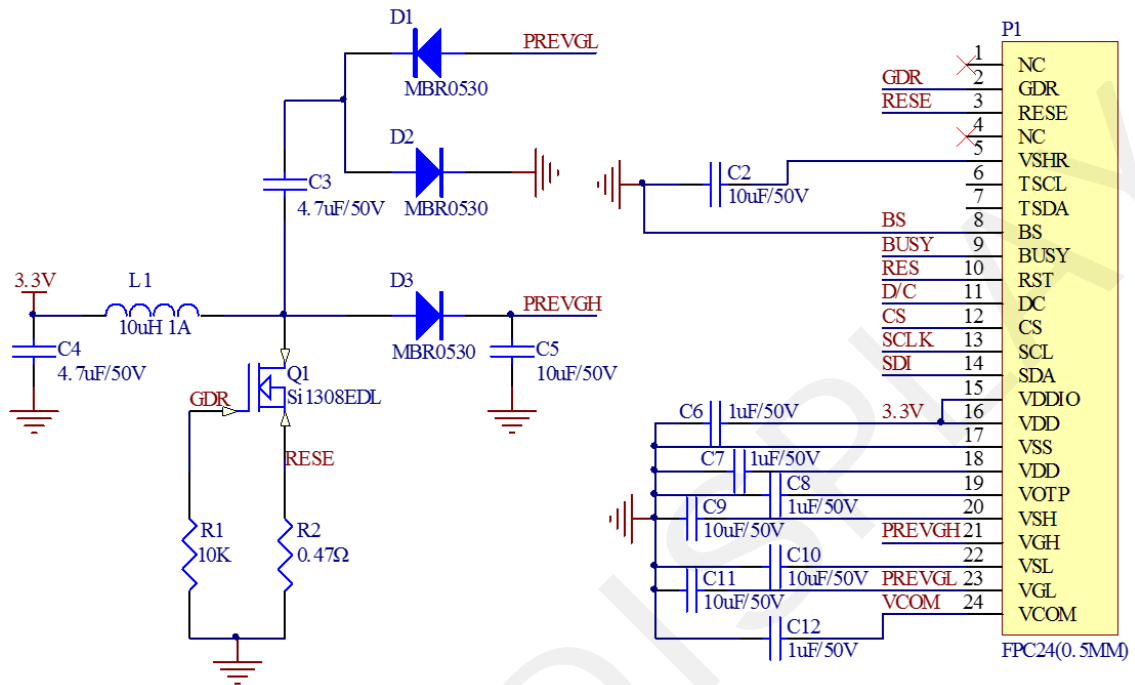 D1
PREVGL
MBR0530
D2
MBR0530
C3
4.7uF/50V
3.3V
L1
10uH 1A
D3
PREVGH
MBR0530
C4
4.7uF/50V
C5
10uF/50V
Q1
Si1308EDL
GDR
RESE
R1
10K
R2
0.47Ω
P1
1 NC
GDR 2 GDR
RESE 3 RESE
4 NC
C2
10uF/50V
5 VSHR
6 TSCL
7 TSDA
BS 8 BS
BUSY 9 BUSY
RES 10 RST
D/C 11 DC
CS 12 CS
SCLK 13 SCL
SDI 14 SDA
15 VDDIO
C6 1uF/50V 3.3V 16 VDD
17 VSS
C7 1uF/50V 18 VDD
C8
1uF/50V
19 VOTP
C9
10uF/50V
20 VSH
PREVGH 21 VGH
C10
10uF/50V
22 VSL
C11
10uF/50V
PREVGL 23 VGL
VCOM 24 VCOM
C12
1uF/50V
FPC24(0.5MM)
DISPLAY